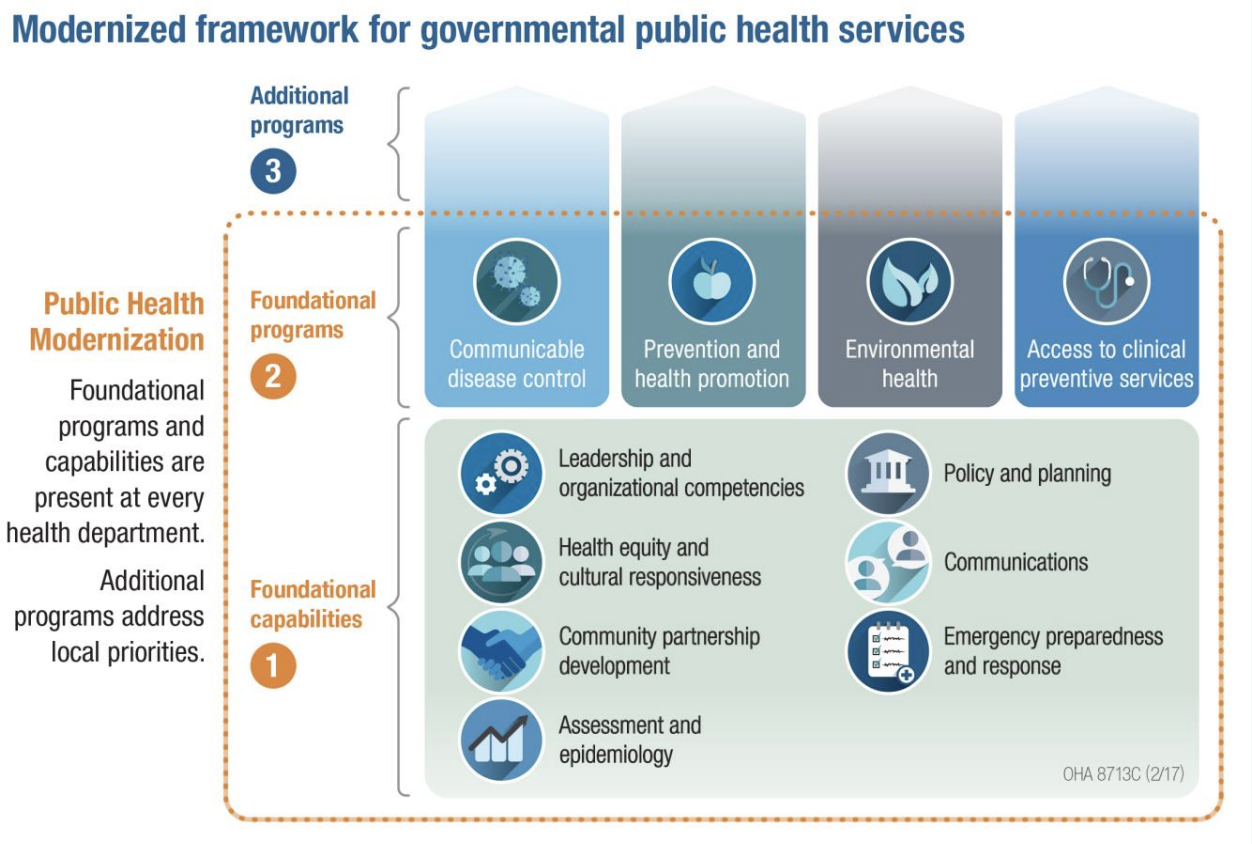 Modernized framework for governmental public health services
Additional
programs
3
Public Health
Modernization
Foundational
programs and
capabilities are
present at every
health department.
Additional
programs address
local priorities.
Foundational
programs
2
Communicable
disease control
Prevention and
health promotion
Environmental
health
Access to clinical
preventive services
Foundational
capabilities
1
Leadership and
organizational competencies
Health equity and
cultural responsiveness
Community partnership
development
Assessment and
epidemiology
Policy and planning
Communications
Emergency preparedness
and response
OHA 8713C (2/17)